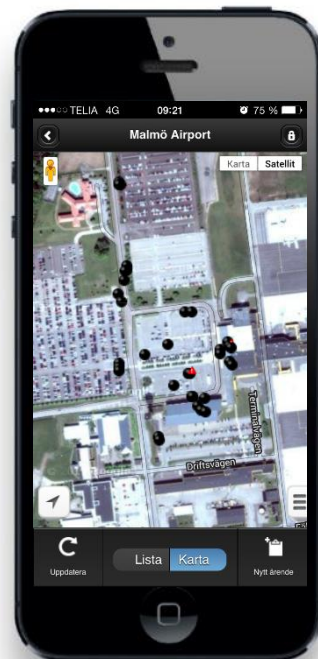 TELIA 4G 09:21 75 %
Malmö Airport
Karta Satellit
Terminalvägen
Driftsvägen
Uppdatera Lista Karta Nytt ärende